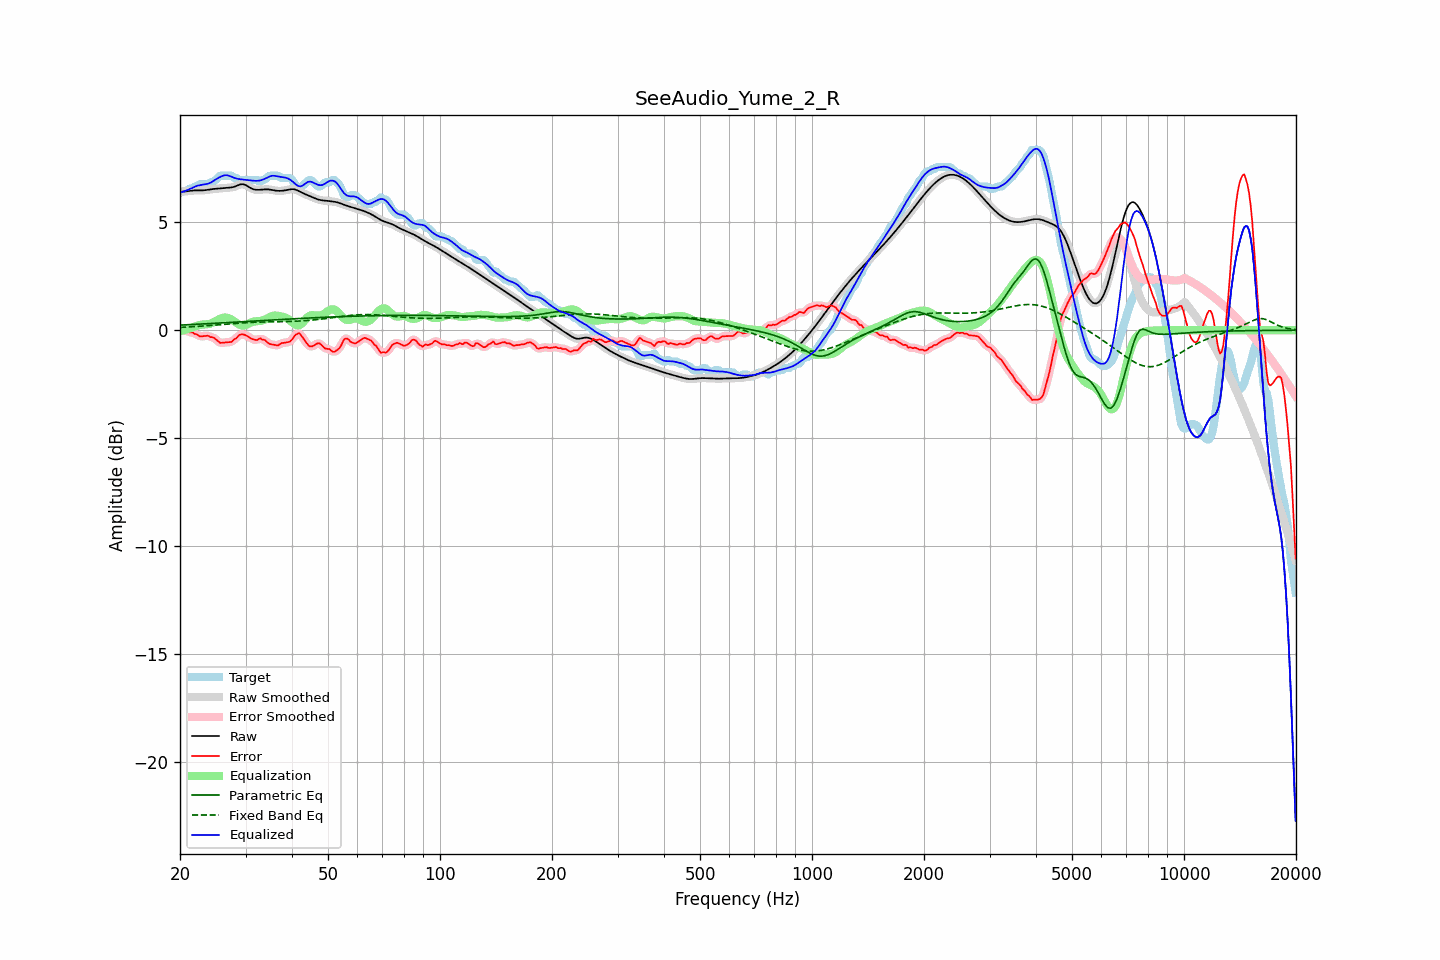 SeeAudio_Yume_2_R
Amplitude (dBr)
5
0
−5
−10
−15
−20
Target
Raw Smoothed
Error Smoothed
Raw
Error
Equalization
Parametric Eq
Fixed Band Eq
Equalized
20 50 100 200 500 1000 2000 5000 10000 20000
Frequency (Hz)